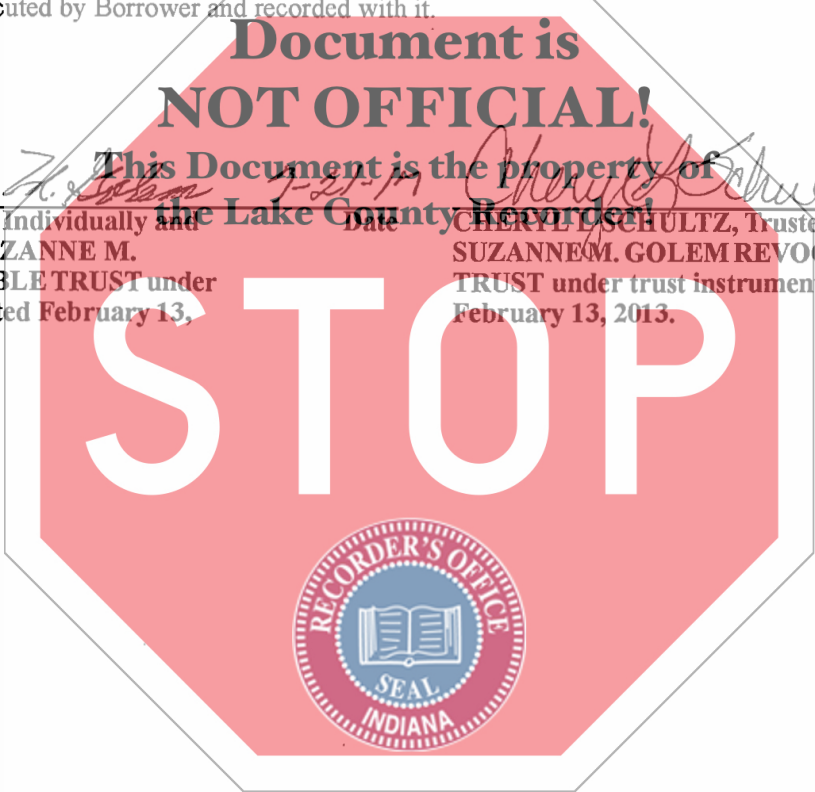 cuted by Borrower and recorded with it.
Document is
NOT OFFICIAL!
This Document is the property of
the Lake County Recorder!
Individually and Date CHERYL L SCHULTZ, Truste
ZANNE M. SUZANNE M. GOLEM REVOC
BLE TRUST under TRUST under trust instrumen
ted February 13, February 13, 2013.
STOP
RECORDER'S OFFICE
SEAL
INDIANA